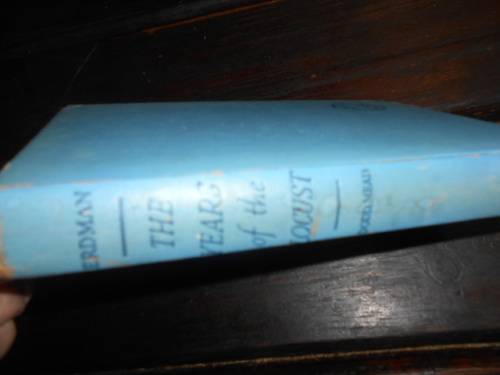 ERDMAN
THE
YEARS
of the
LOCUST
DODD, MEAD